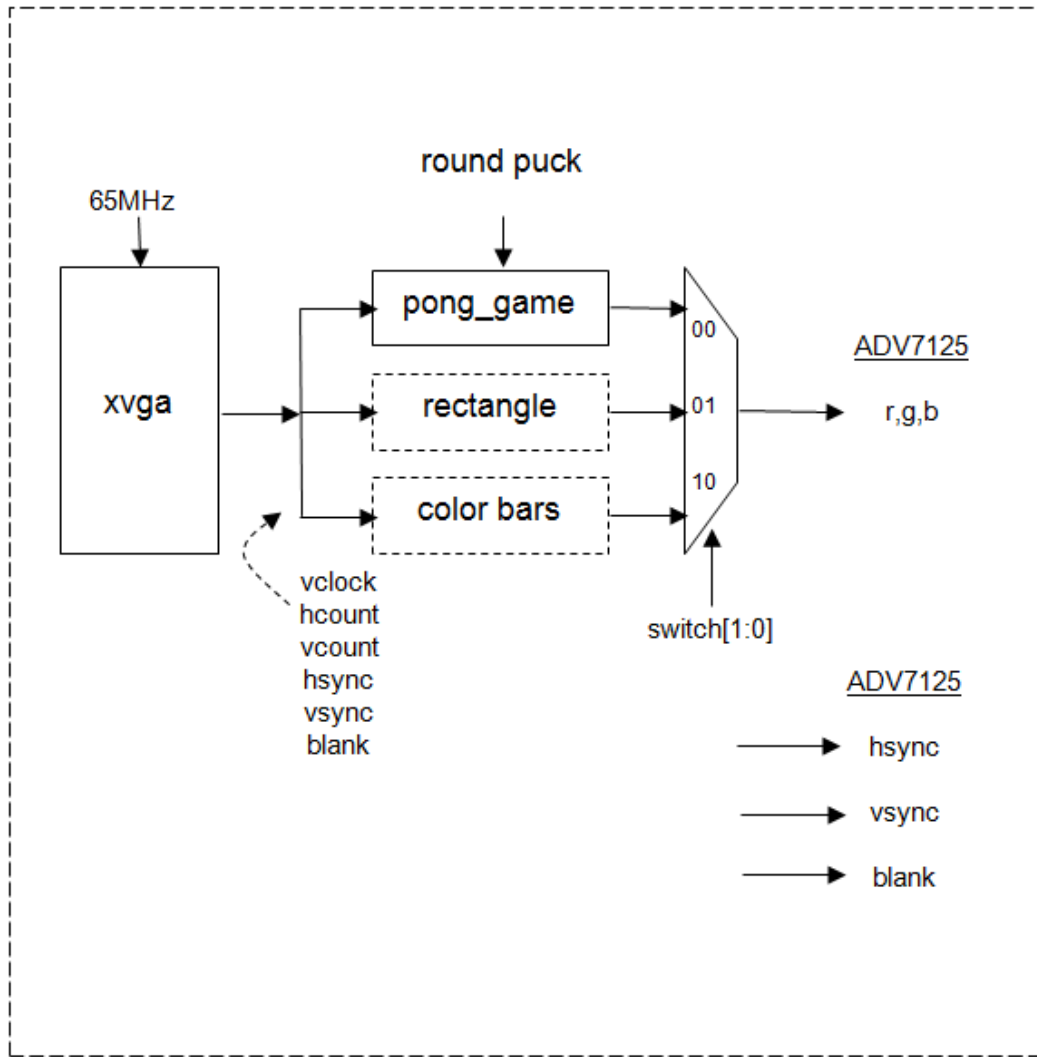 round puck
65MHz
pong_game
00
ADV7125
xvga
rectangle
01
r,g,b
10
color bars
vclock
hcount
vcount
hsync
vsync
blank
switch[1:0]
ADV7125
hsync
vsync
blank